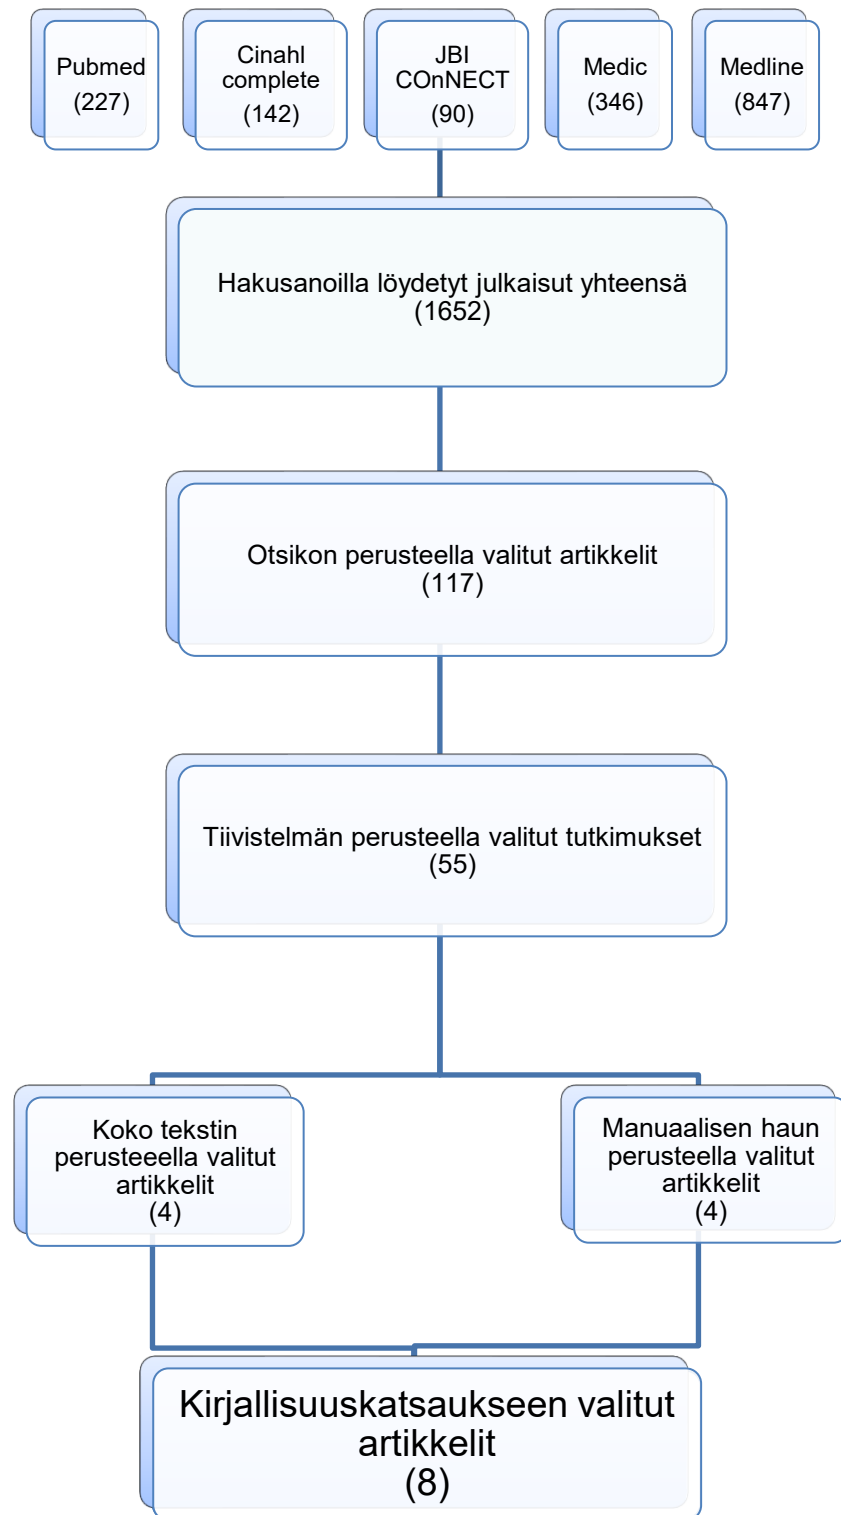 Pubmed
(227)
Cinahl
complete
(142)
JBI
COnNECT
(90)
Medic
(346)
Medline
(847)
Hakusanoilla löydetyt julkaisut yhteensä
(1652)
Otsikon perusteella valitut artikkelit
(117)
Tiivistelmän perusteella valitut tutkimukset
(55)
Koko tekstin
perusteeella valitut
artikkelit
(4)
Manuaalisen haun
perusteella valitut
artikkelit
(4)
Kirjallisuuskatsaukseen valitut
artikkelit
(8)